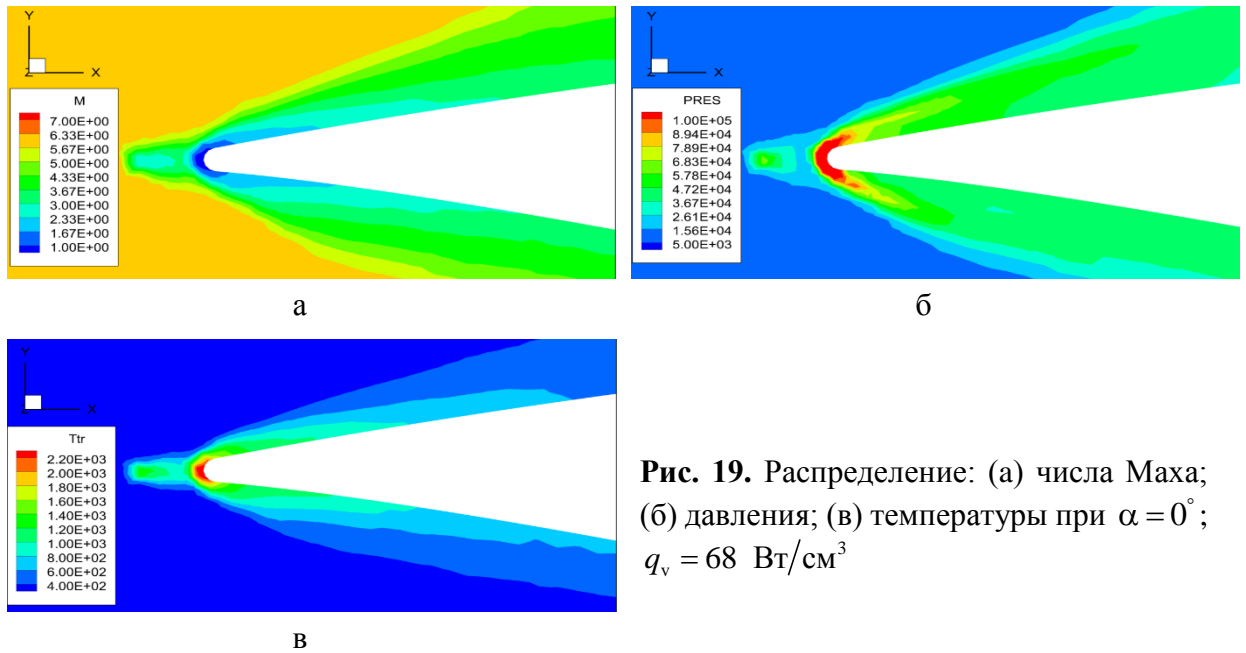 Y
Z
X
M
7.00E+00
6.33E+00
5.67E+00
5.00E+00
4.33E+00
3.67E+00
3.00E+00
2.33E+00
1.67E+00
1.00E+00
а
Y
Z
X
PRES
1.00E+05
8.94E+04
7.89E+04
6.83E+04
5.78E+04
4.72E+04
3.67E+04
2.61E+04
1.56E+04
5.00E+03
б
Y
Z
X
Ttr
2.20E+03
2.00E+03
1.80E+03
1.60E+03
1.40E+03
1.20E+03
1.00E+03
8.00E+02
6.00E+02
4.00E+02
в
Рис. 19. Распределение: (а) числа Маха;
(б) давления; (в) температуры при α = 0°;
qᵥ = 68 Вт/см³